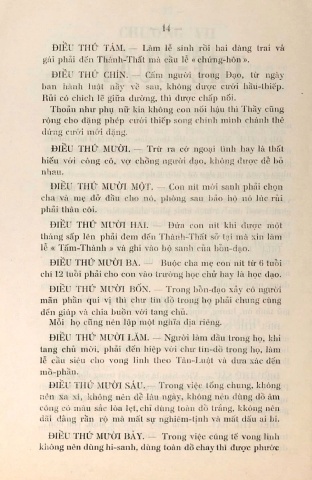 — 14 —
ĐIỀU THỨ TÁM. — Làm lễ sính rồi hai đàng trai và
gái phải đến Thánh-Thất mà cầu lễ « chứng-hôn ».
ĐIỀU THỨ CHÍN. — Cấm người trong Đạo, từ ngày
ban hành luật nầy về sau, không được cưới hầu-thiếp.
Rủi có chích lẽ giữa đường, thì được chấp nối.
Thoản như phụ nữ kia không con nối hậu thì Thầy cũng
rộng cho đặng phép cưới thiếp song chính mình chánh thê
đứng cưới mới đặng.
ĐIỀU THỨ MƯỜI. — Trừ ra có ngoại tình hay là thất
hiếu với công cô, vợ chồng người đạo, không được để bỏ
nhau.
ĐIỀU THỨ MƯỜI MỘT. — Con nít mới sanh phải chọn
cha và mẹ đỡ đầu cho nó, phòng sau bảo hộ nó lúc rủi
phải thân côi.
ĐIỀU THỨ MƯỜI HAI. — Đứa con nít khi được một
tháng sấp lên phải đem đến Thánh-Thất sở tại mà xin làm
lễ « Tắm-Thánh » và ghi vào bộ sanh của bổn-đạo.
ĐIỀU THỨ MƯỜI BA. — Buộc cha mẹ con nít từ 6 tuổi
chí 12 tuổi phải cho con vào trường học chữ hay là học đạo.
ĐIỀU THỨ MƯỜI BỐN. — Trong bổn-đạo xảy có người
mãn phần qui vị thì chư tín đồ trong họ phải chung cùng
đến giúp và chia buồn với tang chủ.
Mỗi họ cũng nên lập một nghĩa địa riêng.
ĐIỀU THỨ MƯỜI LĂM. — Người làm đầu trong họ, khi
tang chủ mời, phải đến hiệp với chư tín-đồ trong họ, làm
lễ cầu siêu cho vong linh theo Tân-Luật và đưa xác đến
mồ-phần.
ĐIỀU THỨ MƯỜI SÁU. — Trong việc tống chung, không
nên xa xí, không nên để lâu ngày, không nên dùng đồ âm
công có màu sắc lòa lẹt, chỉ dùng toàn đồ trắng, không nên
đãi đằng rần rộ mà mất sự nghiêm-tịnh và mất dấu ai bi.
ĐIỀU THỨ MƯỜI BẢY. — Trong việc cúng tế vong linh
không nên dùng hi-sanh, dùng toàn đồ chay thì được phước